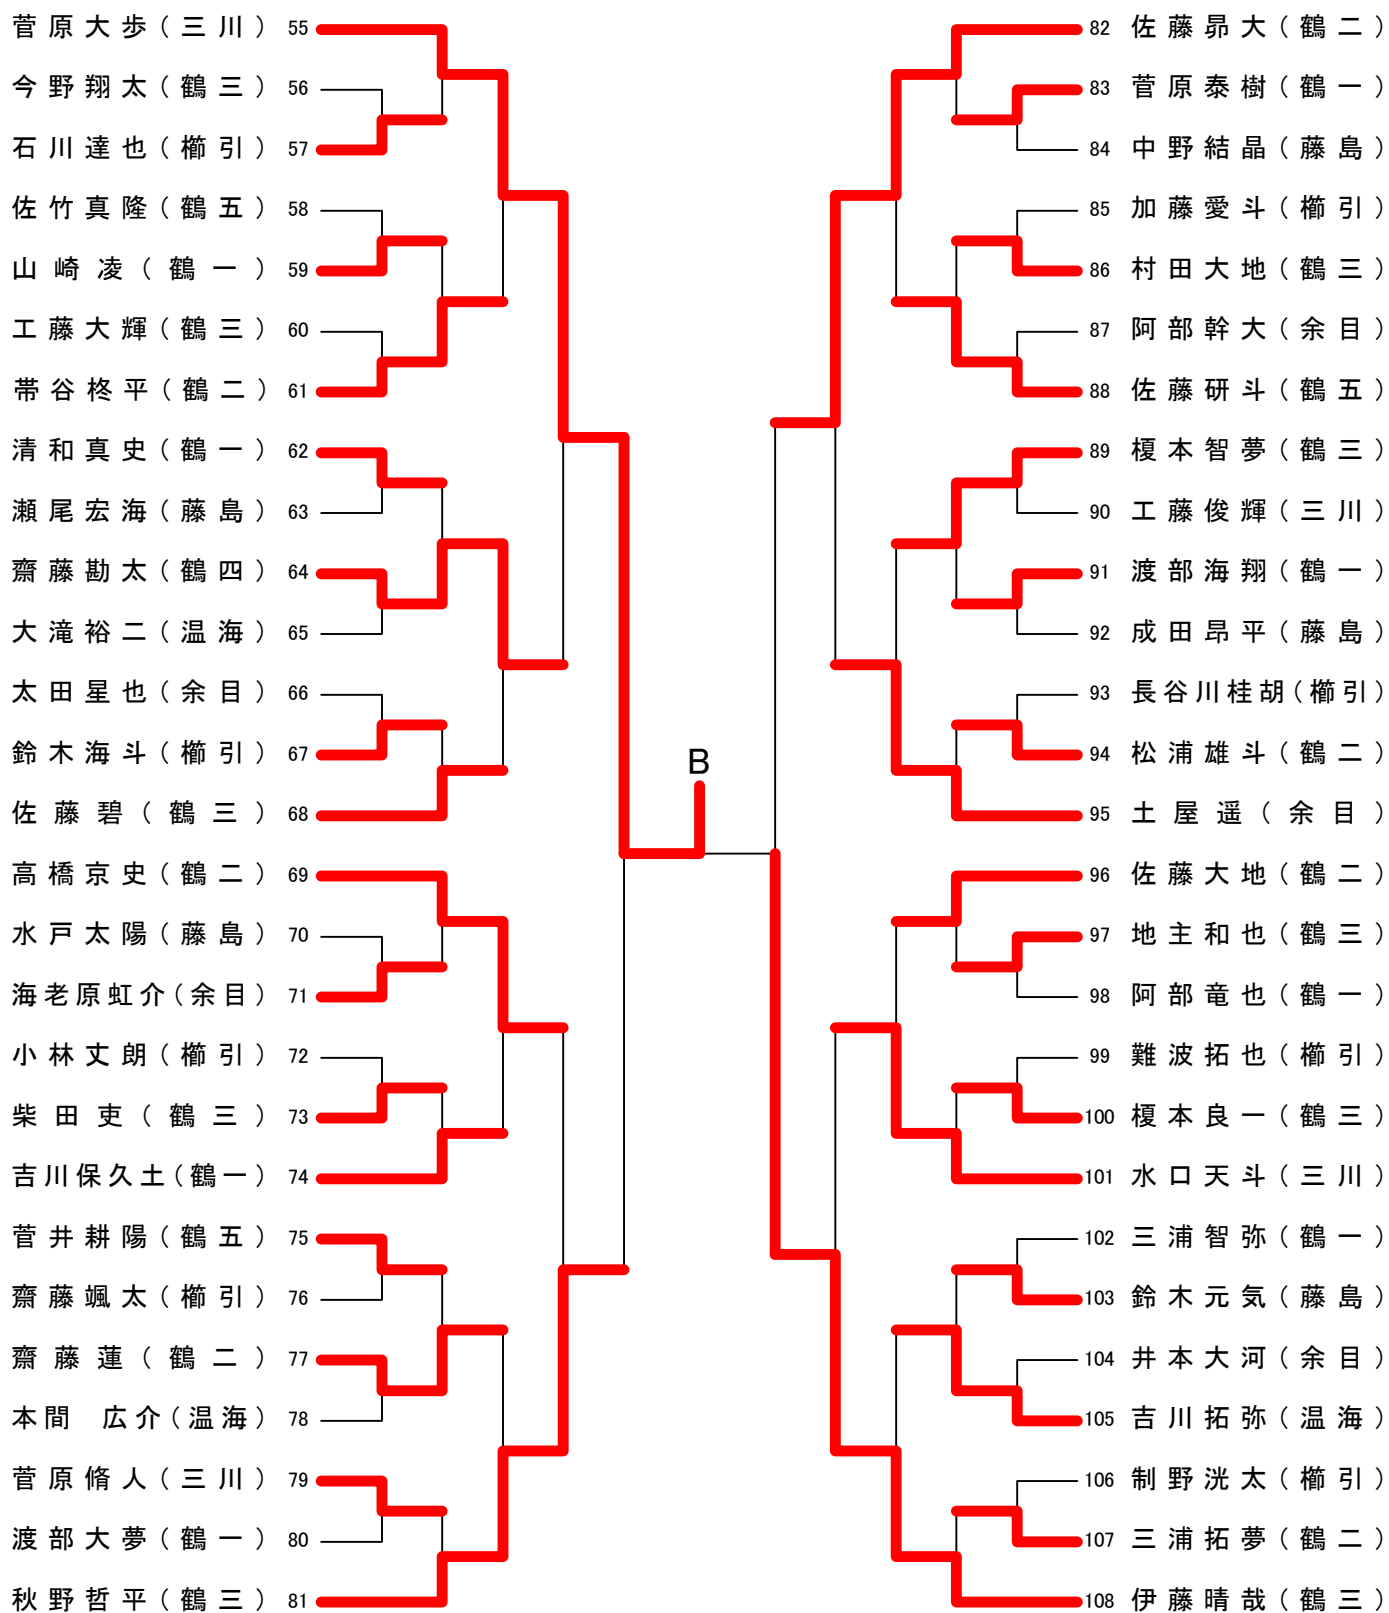 菅原大歩(三川) 55
今野翔太(鶴三) 56
石川達也(櫛引) 57
佐竹真隆(鶴五) 58
山崎凌(鶴一) 59
工藤大輝(鶴三) 60
帯谷柊平(鶴二) 61
清和真史(鶴一) 62
瀬尾宏海(藤島) 63
齋藤勘太(鶴四) 64
大滝裕二(温海) 65
太田星也(余目) 66
鈴木海斗(櫛引) 67
佐藤碧(鶴三) 68
高橋京史(鶴二) 69
水戸太陽(藤島) 70
海老原虹介(余目) 71
小林丈朗(櫛引) 72
柴田吏(鶴三) 73
吉川保久土(鶴一) 74
菅井耕陽(鶴五) 75
齋藤颯太(櫛引) 76
齋藤蓮(鶴二) 77
本間 広介(温海) 78
菅原脩人(三川) 79
渡部大夢(鶴一) 80
秋野哲平(鶴三) 81
B
82 佐藤昴大(鶴二)
83 菅原泰樹(鶴一)
84 中野結晶(藤島)
85 加藤愛斗(櫛引)
86 村田大地(鶴三)
87 阿部幹大(余目)
88 佐藤研斗(鶴五)
89 榎本智夢(鶴三)
90 工藤俊輝(三川)
91 渡部海翔(鶴一)
92 成田昂平(藤島)
93 長谷川桂胡(櫛引)
94 松浦雄斗(鶴二)
95 土屋遥(余目)
96 佐藤大地(鶴二)
97 地主和也(鶴三)
98 阿部竜也(鶴一)
99 難波拓也(櫛引)
100 榎本良一(鶴三)
101 水口天斗(三川)
102 三浦智弥(鶴一)
103 鈴木元気(藤島)
104 井本大河(余目)
105 吉川拓弥(温海)
106 制野洸太(櫛引)
107 三浦拓夢(鶴二)
108 伊藤晴哉(鶴三)